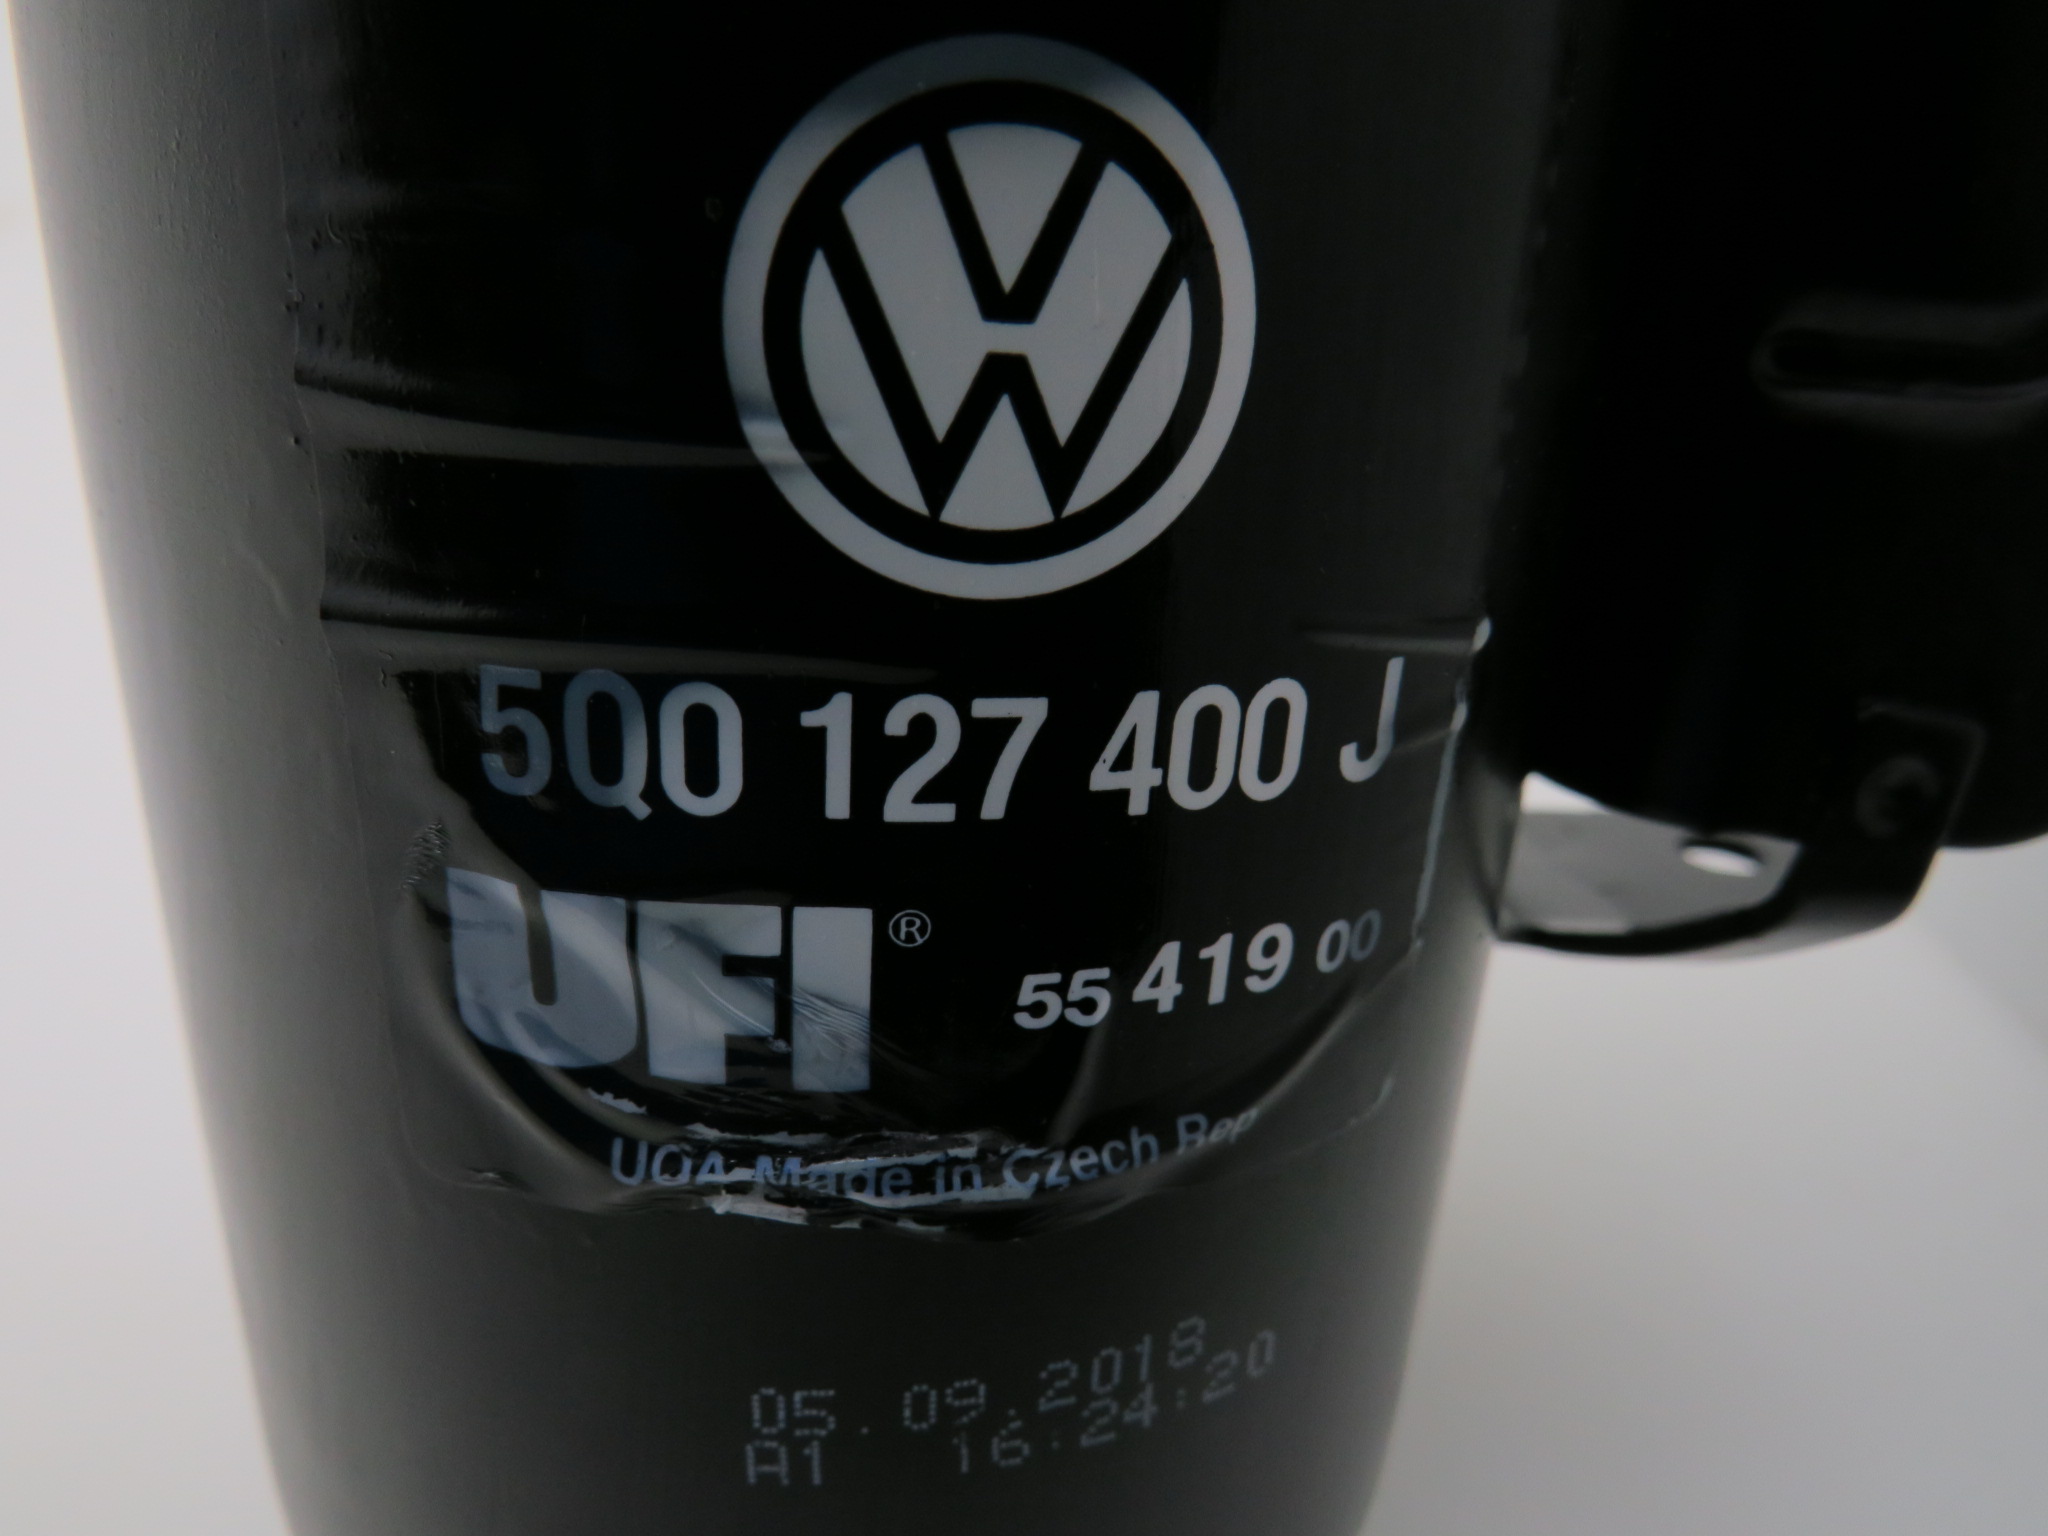 5Q0 127 400 J
UFI® 55 419 00
UQA Made in Czech Rep
05.09.2018
A1 16:24:20